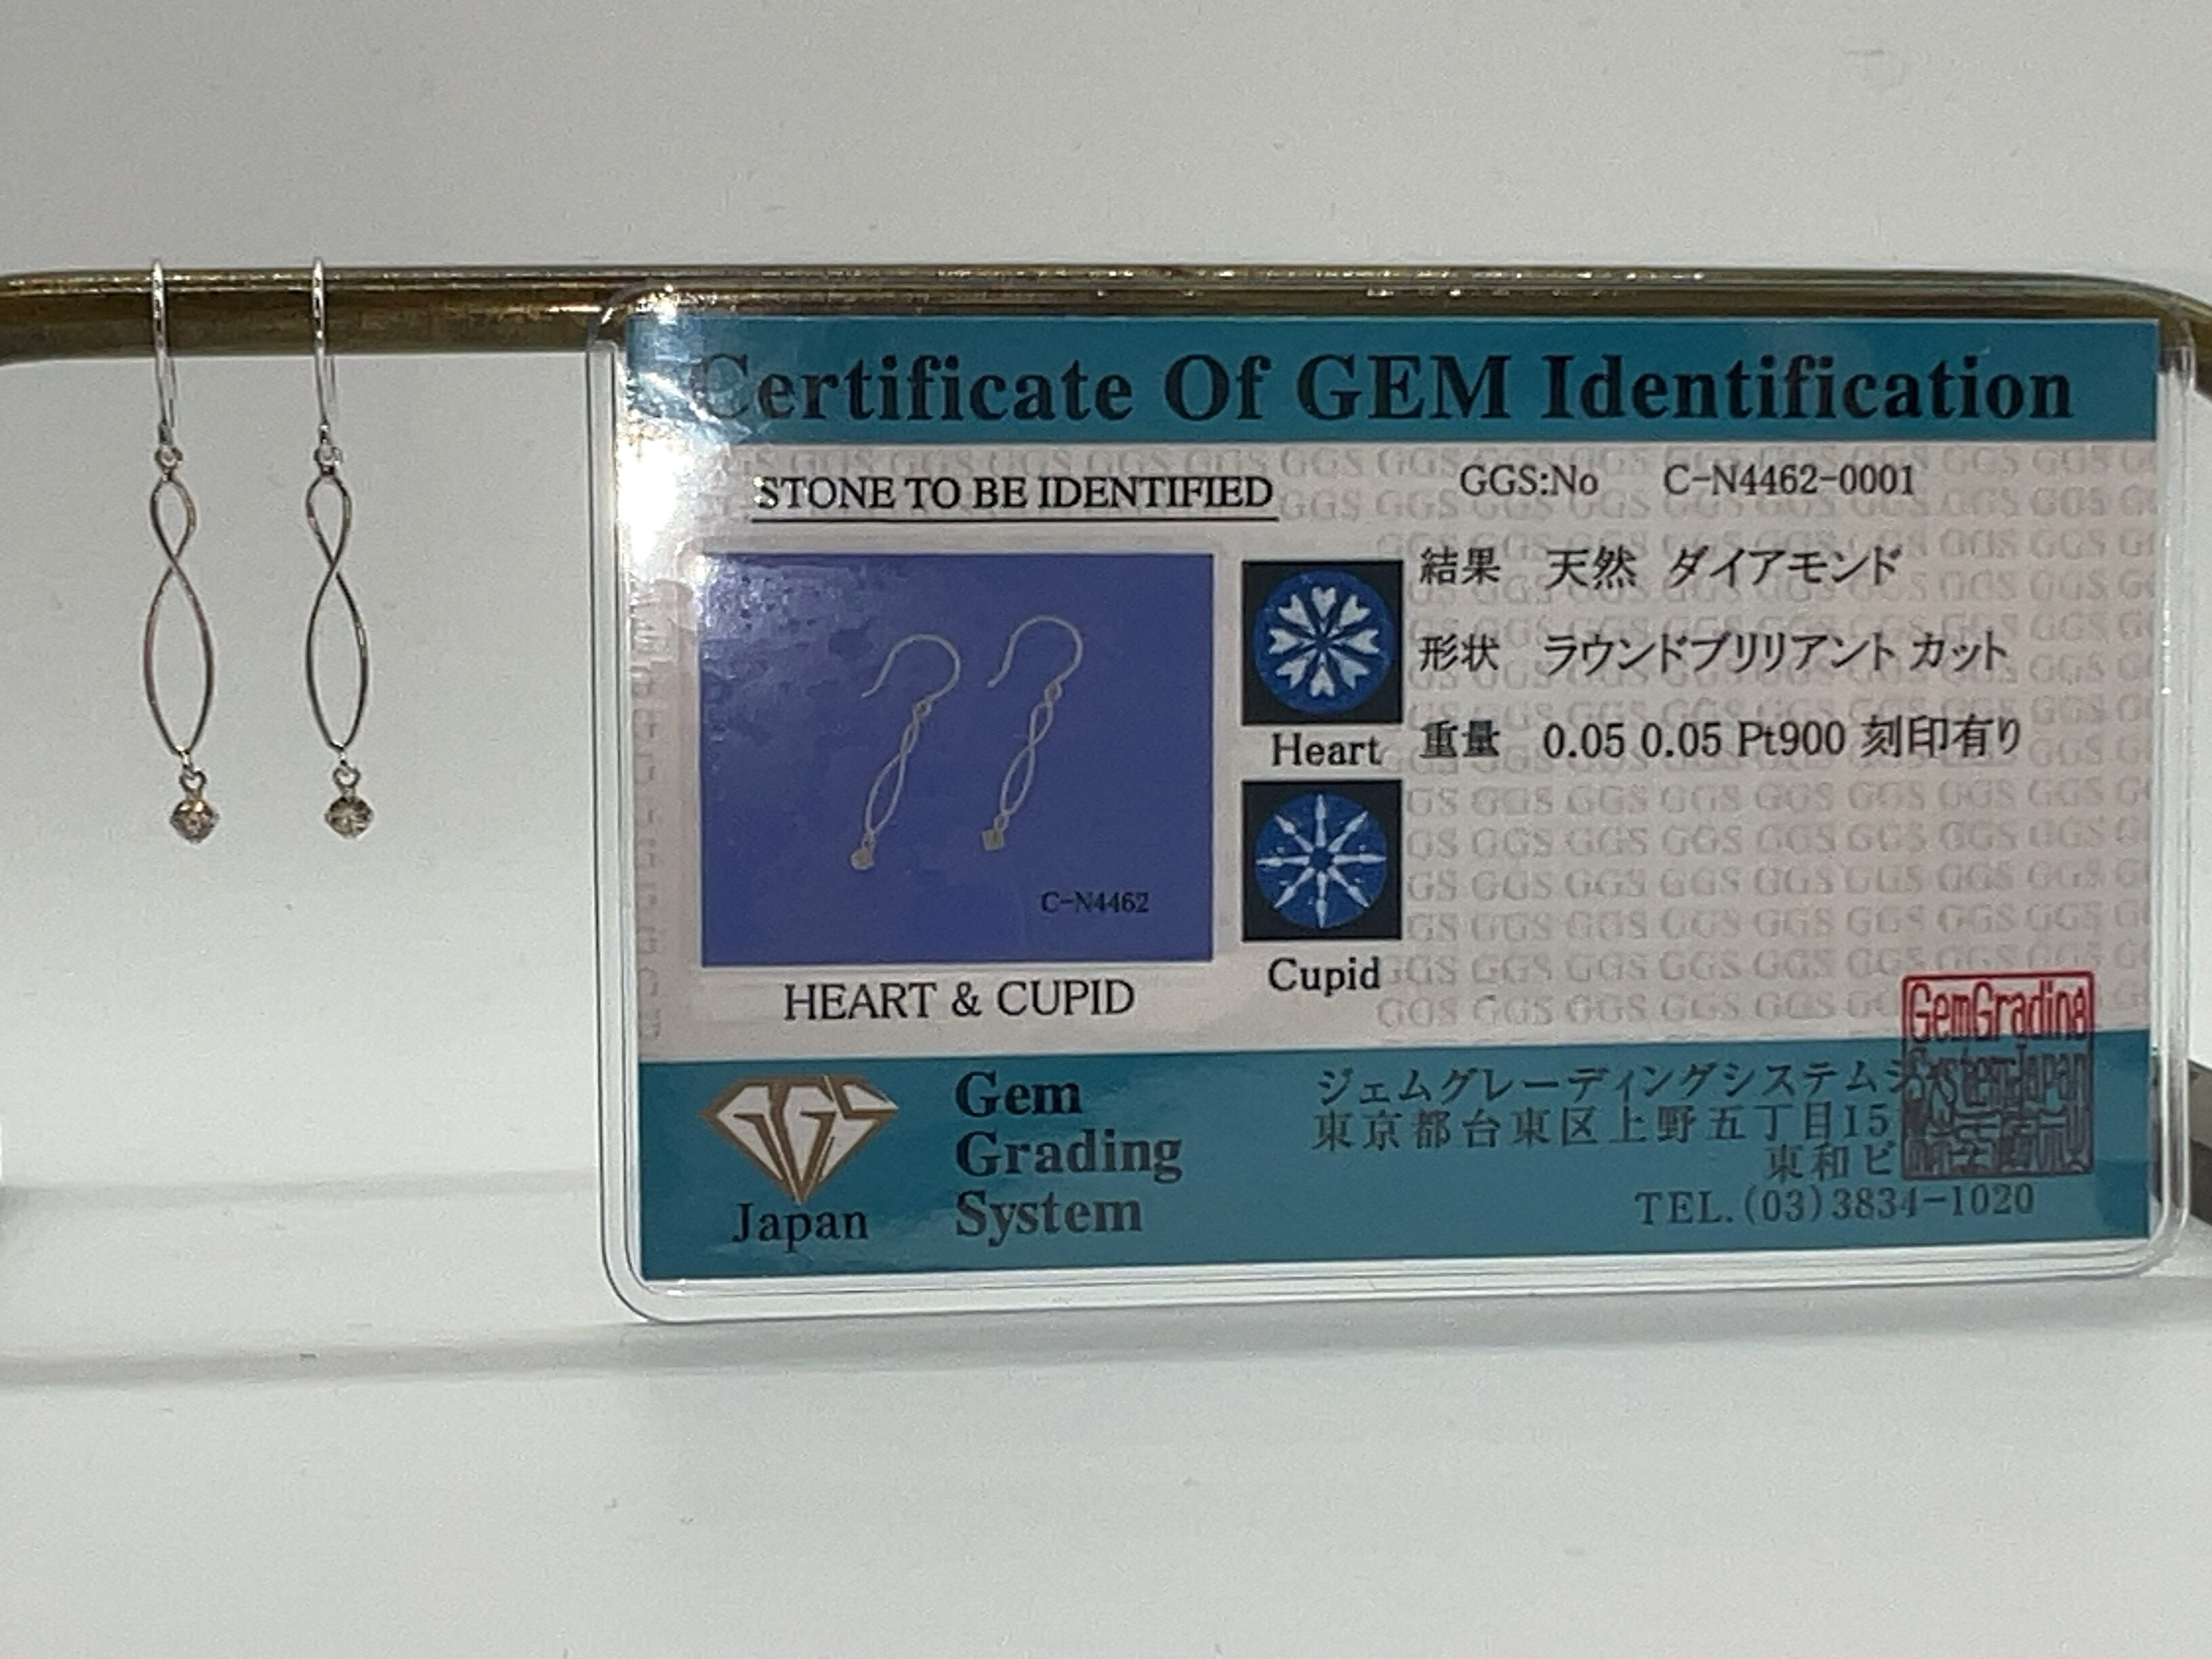 Certificate Of GEM Identification
STONE TO BE IDENTIFIED
GGS:No C-N4462-0001
結果 天然 ダイアモンド
形状 ラウンドブリリアント カット
重量 0.05 0.05 Pt900 刻印有り
Heart
Cupid
C-N4462
HEART & CUPID
GGS
Japan
Gem
Grading
System
ジェムグレーディングシステム
東京都台東区上野五丁目15
東和ビ
TEL.(03)3834-1020
GemGrading
SystemJapan